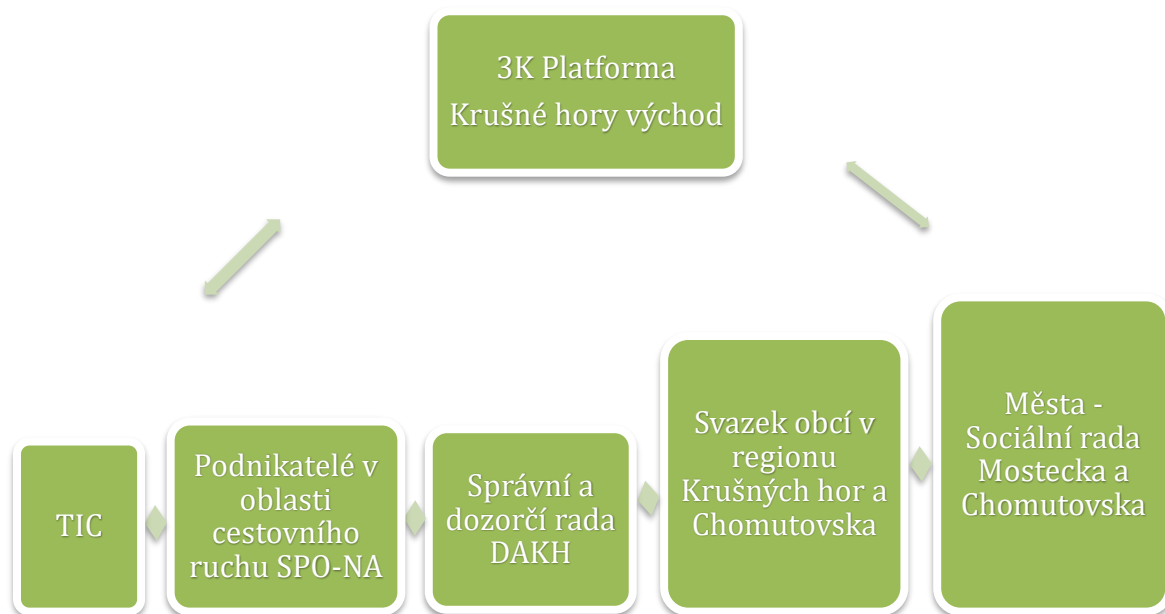 3K Platforma
Krušné hory východ
TIC
Podnikatelé v
oblasti
cestovního
ruchu SPO-NA
Správní a
dozorčí rada
DAKH
Svazek obcí v
regionu
Krušných hor a
Chomutovska
Města -
Sociální rada
Mostecka a
Chomutovska